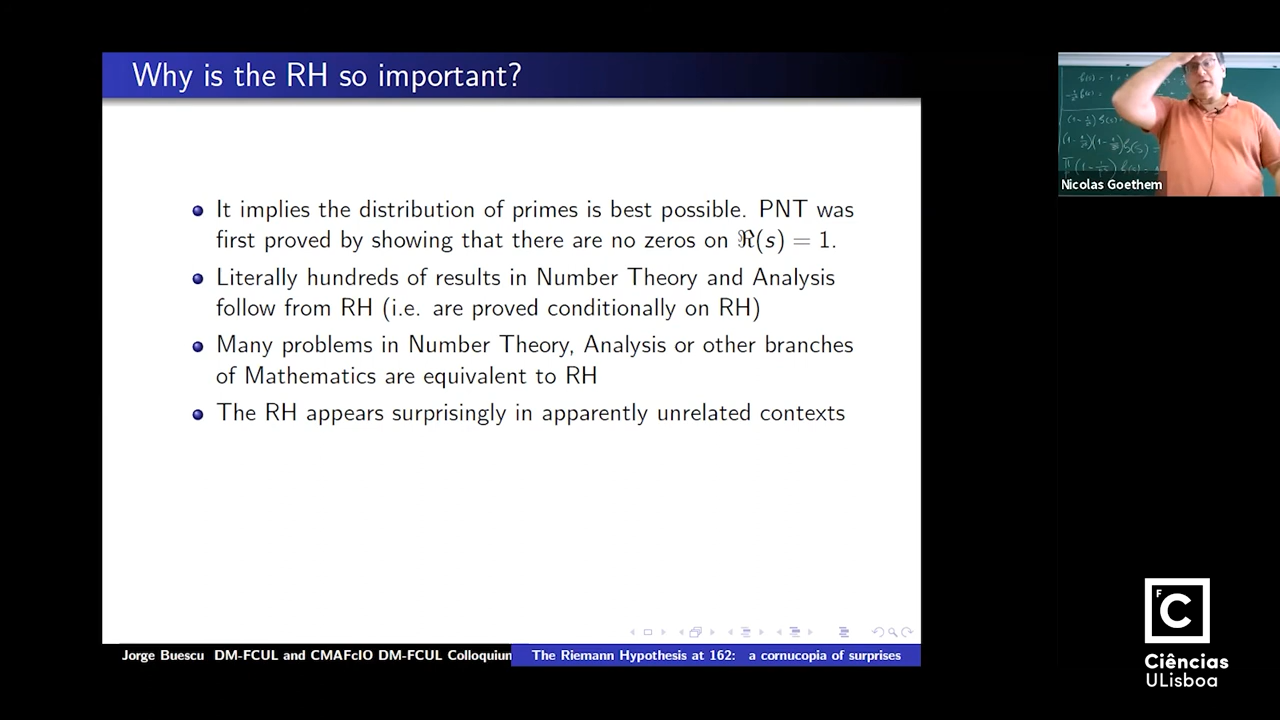 Why is the RH so important?
It implies the distribution of primes is best possible. PNT was
first proved by showing that there are no zeros on ℜ(s) = 1.
Literally hundreds of results in Number Theory and Analysis
follow from RH (i.e. are proved conditionally on RH)
Many problems in Number Theory, Analysis or other branches
of Mathematics are equivalent to RH
The RH appears surprisingly in apparently unrelated contexts
Jorge Buescu DM-FCUL and CMAFcIO DM-FCUL Colloquium
The Riemann Hypothesis at 162: a cornucopia of surprises
Nicolas Goethem
F
C
Ciências
ULisboa